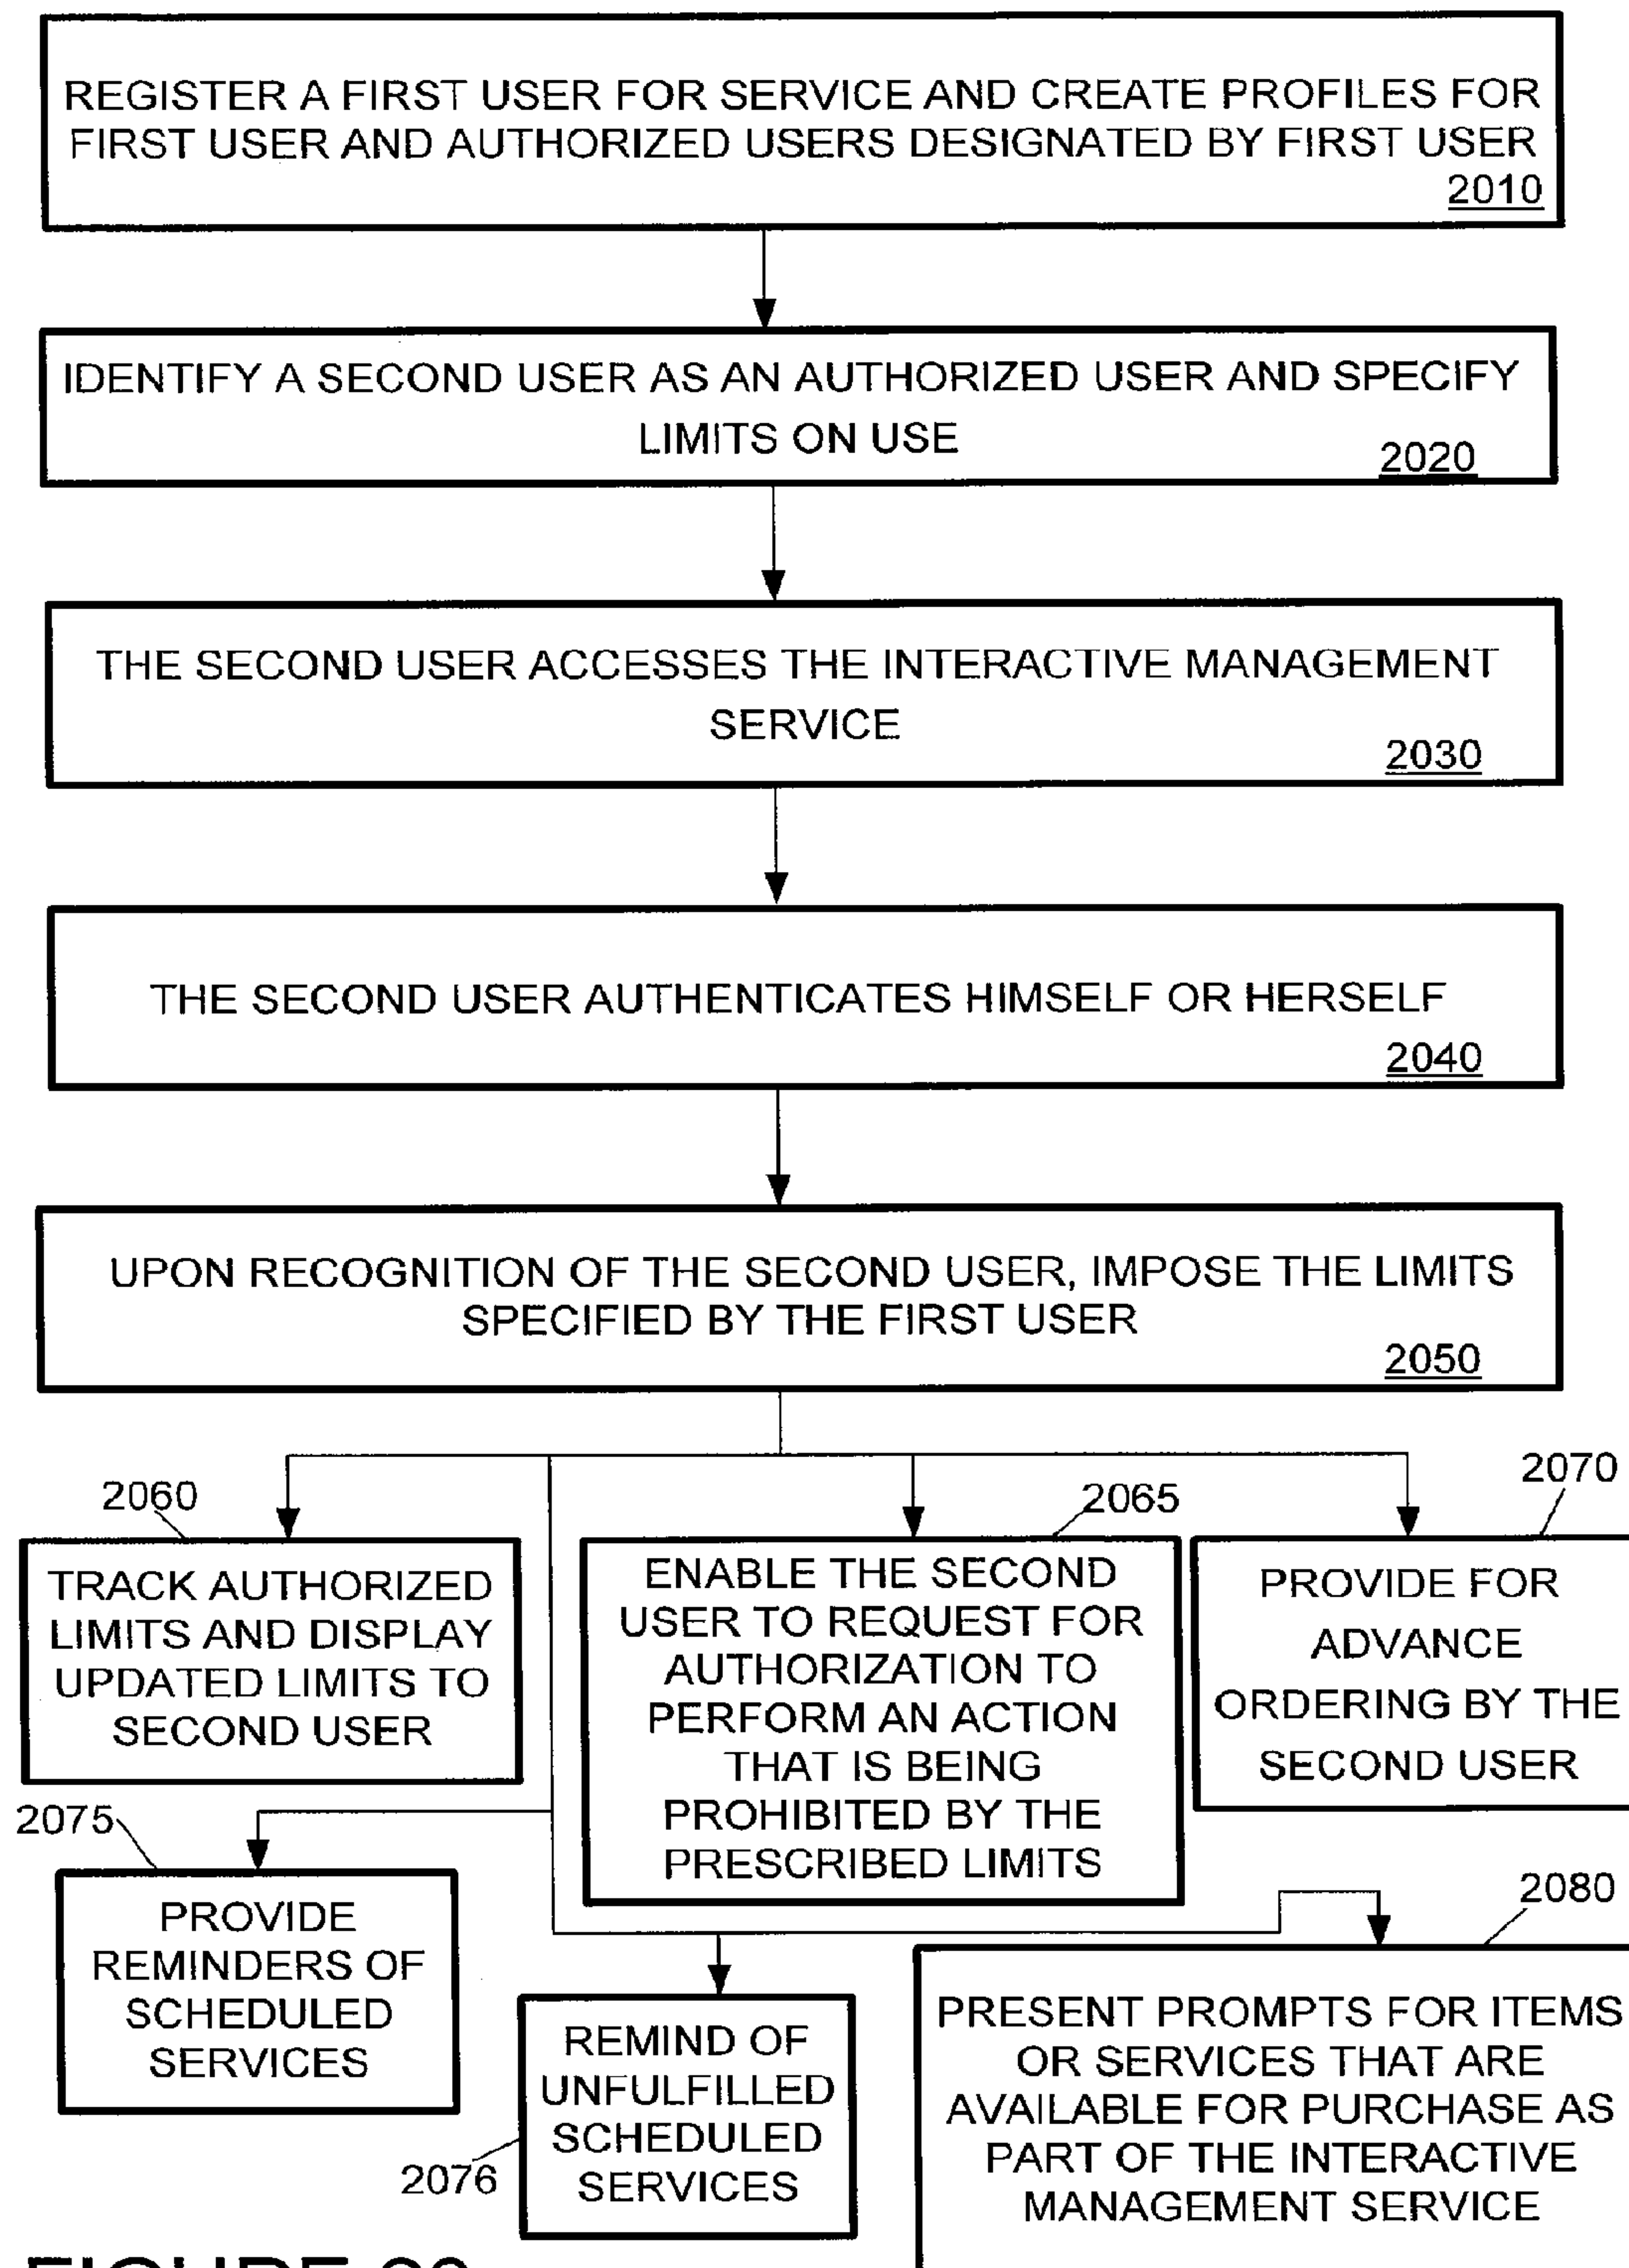 REGISTER A FIRST USER FOR SERVICE AND CREATE PROFILES FOR
FIRST USER AND AUTHORIZED USERS DESIGNATED BY FIRST USER
2010
IDENTIFY A SECOND USER AS AN AUTHORIZED USER AND SPECIFY
LIMITS ON USE
2020
THE SECOND USER ACCESSES THE INTERACTIVE MANAGEMENT
SERVICE
2030
THE SECOND USER AUTHENTICATES HIMSELF OR HERSELF
2040
UPON RECOGNITION OF THE SECOND USER, IMPOSE THE LIMITS
SPECIFIED BY THE FIRST USER
2050
2060
TRACK AUTHORIZED
LIMITS AND DISPLAY
UPDATED LIMITS TO
SECOND USER
2065
ENABLE THE SECOND
USER TO REQUEST FOR
AUTHORIZATION TO
PERFORM AN ACTION
THAT IS BEING
PROHIBITED BY THE
PRESCRIBED LIMITS
2070
PROVIDE FOR
ADVANCE
ORDERING BY THE
SECOND USER
2075
PROVIDE
REMINDERS OF
SCHEDULED
SERVICES
2076
REMIND OF
UNFULFILLED
SCHEDULED
SERVICES
2080
PRESENT PROMPTS FOR ITEMS
OR SERVICES THAT ARE
AVAILABLE FOR PURCHASE AS
PART OF THE INTERACTIVE
MANAGEMENT SERVICE
FIGURE